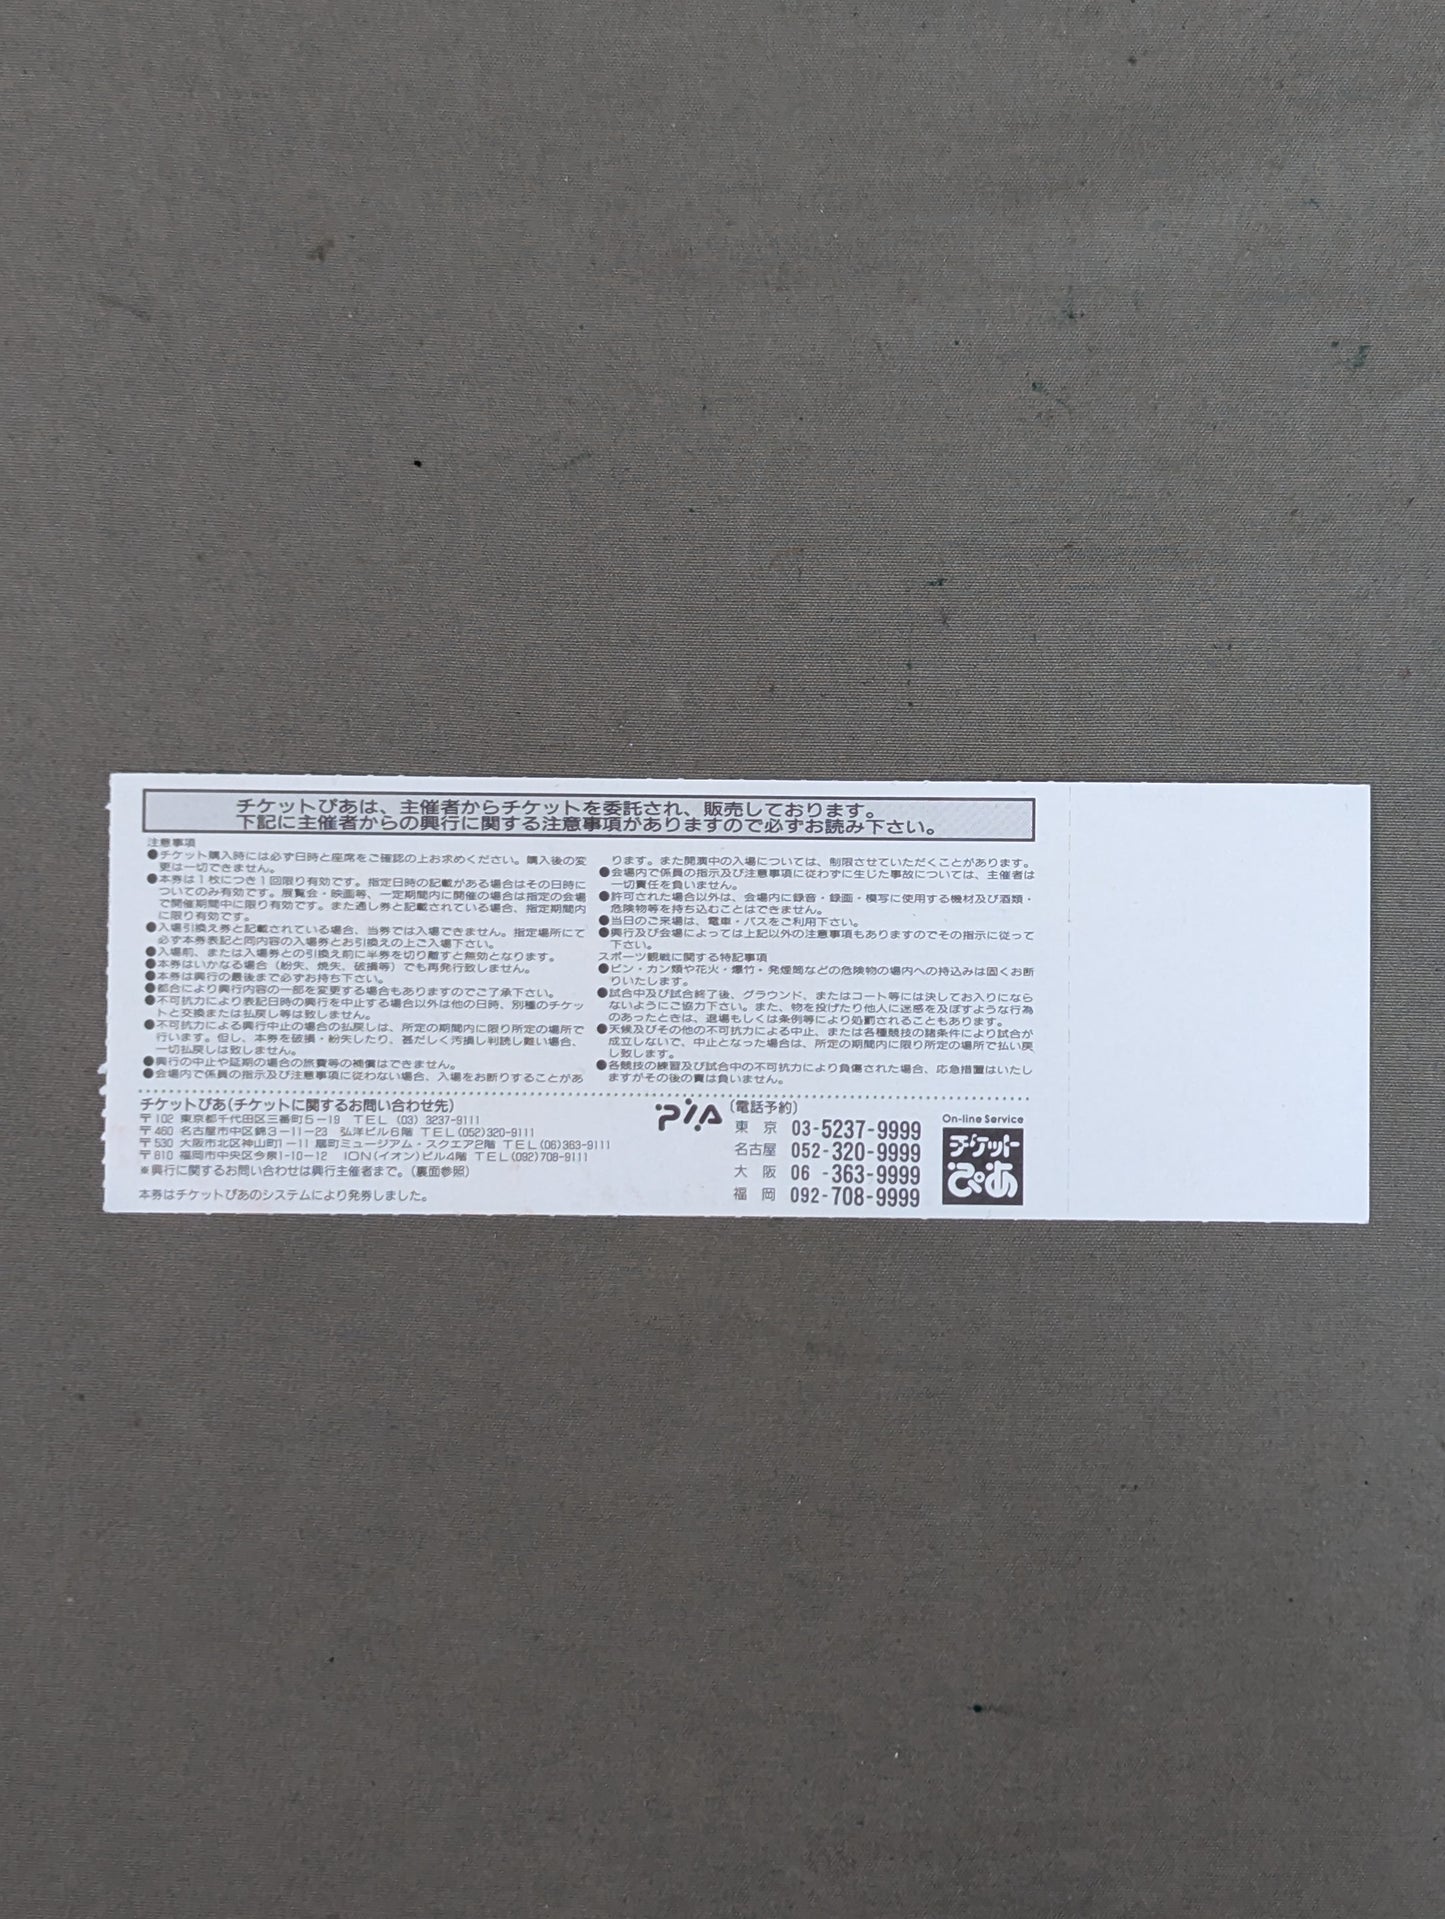 チケットぴあは、主催者からチケットを委託され、販売しております。
下記に主催者からの興行に関する注意事項がありますので必ずお読み下さい。
注意事項
●チケット購入時には必ず日時と座席をご確認の上お求めください。購入後の変
更は一切できません。
●本券は1枚につき1回限り有効です。指定日時の記載がある場合はその日時に
ついてのみ有効です。展覧会・映画等、一定期間内に開催の場合は指定の会場
で開催期間中に限り有効です。また通し券と記載されている場合、指定期間内
に限り有効です。
●入場引換え券と記載されている場合、当券では入場できません。指定場所にて
必ず本券表記と同内容の入場券とお引換えの上ご入場下さい。
●入場前、または入場券との引換え前に半券を切り離すと無効となります。
●本券はいかなる場合（紛失、焼失、破損等）でも再発行致しません。
●本券は興行の最後まで必ずお持ち下さい。
●都合により興行内容の一部を変更する場合もありますのでご了承下さい。
●不可抗力により表記日時の興行を中止する場合以外は他の日時、別種のチケッ
トと交換または払戻し等は致しません。
●不可抗力による興行中止の場合の払戻しは、所定の期間内に限り所定の場所で
行います。但し、本券を破損・紛失したり、甚だしく汚損し判読し難い場合、
一切払戻しは致しません。
●興行の中止や延期の場合の旅費等の補償はできません。
●会場内で係員の指示及び注意事項に従わない場合、入場をお断りすることがあ
ります。また開演中の入場については、制限させていただくことがあります。
●会場内で係員の指示及び注意事項に従わずに生じた事故については、主催者は
一切責任を負いません。
●許可された場合以外は、会場内に録音・録画・模写に使用する機材及び酒類・
危険物等を持ち込むことはできません。
●当日のご来場は、電車・バスをご利用下さい。
●興行及び会場によっては上記以外の注意事項もありますのでその指示に従って
下さい。
スポーツ観戦に関する特記事項
●ビン・カン類や花火・爆竹・発煙筒などの危険物の場内への持込みは固くお断
りいたします。
●試合中及び試合終了後、グラウンド、またはコート等には決してお入りになら
ないようにご協力下さい。また、物を投げたり他人に迷惑を及ぼすような行為
のあったときは、退場もしくは条例等により処罰されることもあります。
●天候及びその他の不可抗力による中止、または各種競技の諸条件により試合が
成立しないで、中止となった場合は、所定の期間内に限り所定の場所で払い戻
し致します。
●各競技の練習及び試合中の不可抗力により負傷された場合、応急措置はいたし
ますがその後の責は負いません。
チケットぴあ（チケットに関するお問い合わせ先）
〒102 東京都千代田区三番町5－19 TEL（03）3237-9111
〒460 名古屋市中区錦3－11－23 弘洋ビル6階 TEL(052)320-9111
〒530 大阪市北区神山町1－11 扇町ミュージアム・スクエア2階 TEL(06)363-9111
〒810 福岡市中央区今泉1-10-12 ION(イオン)ビル4階 TEL(092)708-9111
※興行に関するお問い合わせは興行主催者まで。（裏面参照）
本券はチケットぴあのシステムにより発券しました。
PIA
（電話予約）
東 京 03-5237-9999
名古屋 052-320-9999
大 阪 06 -363-9999
福 岡 092-708-9999
On-line Service
チケット
ぴあ